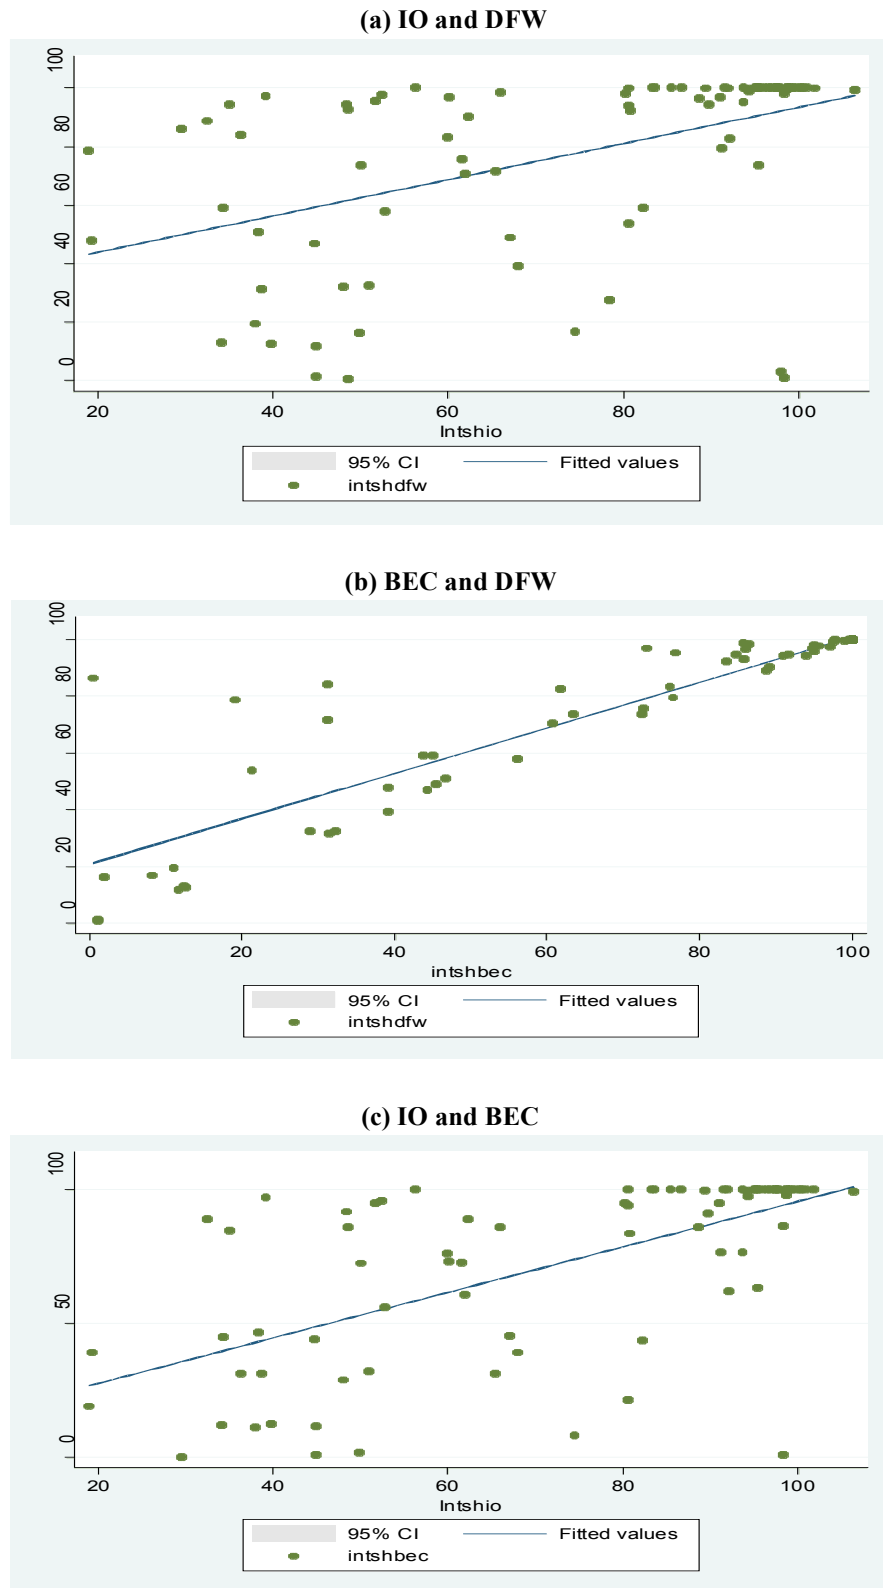 (a) IO and DFW
100
80
60
40
20
0
20 40 60 80 100
Intshio
95% CI Fitted values
intshdfw
(b) BEC and DFW
100
80
60
40
20
0
0 20 40 60 80 100
intshbec
95% CI Fitted values
intshdfw
(c) IO and BEC
100
50
0
20 40 60 80 100
Intshio
95% CI Fitted values
intshbec